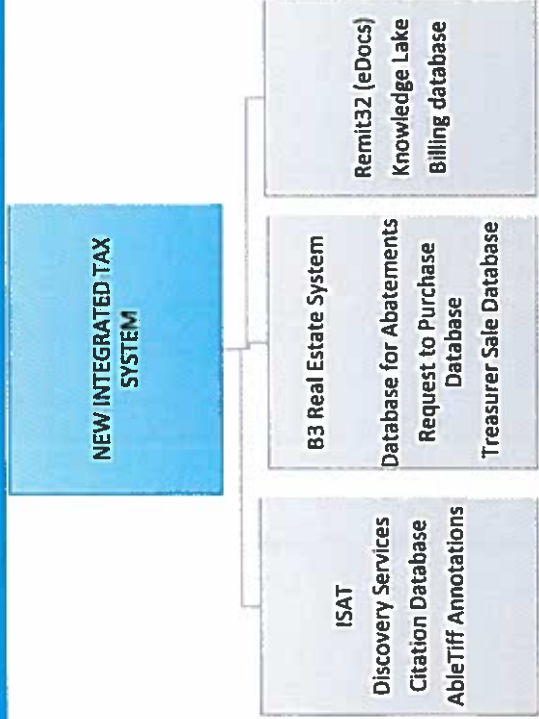 NEW INTEGRATED TAX
SYSTEM
ISAT
Discovery Services
Citation Database
AbleTiff Annotations
B3 Real Estate System
Database for Abatements
Request to Purchase
Database
Treasurer Sale Database
Remit32 (eDocs)
Knowledge Lake
Billing database